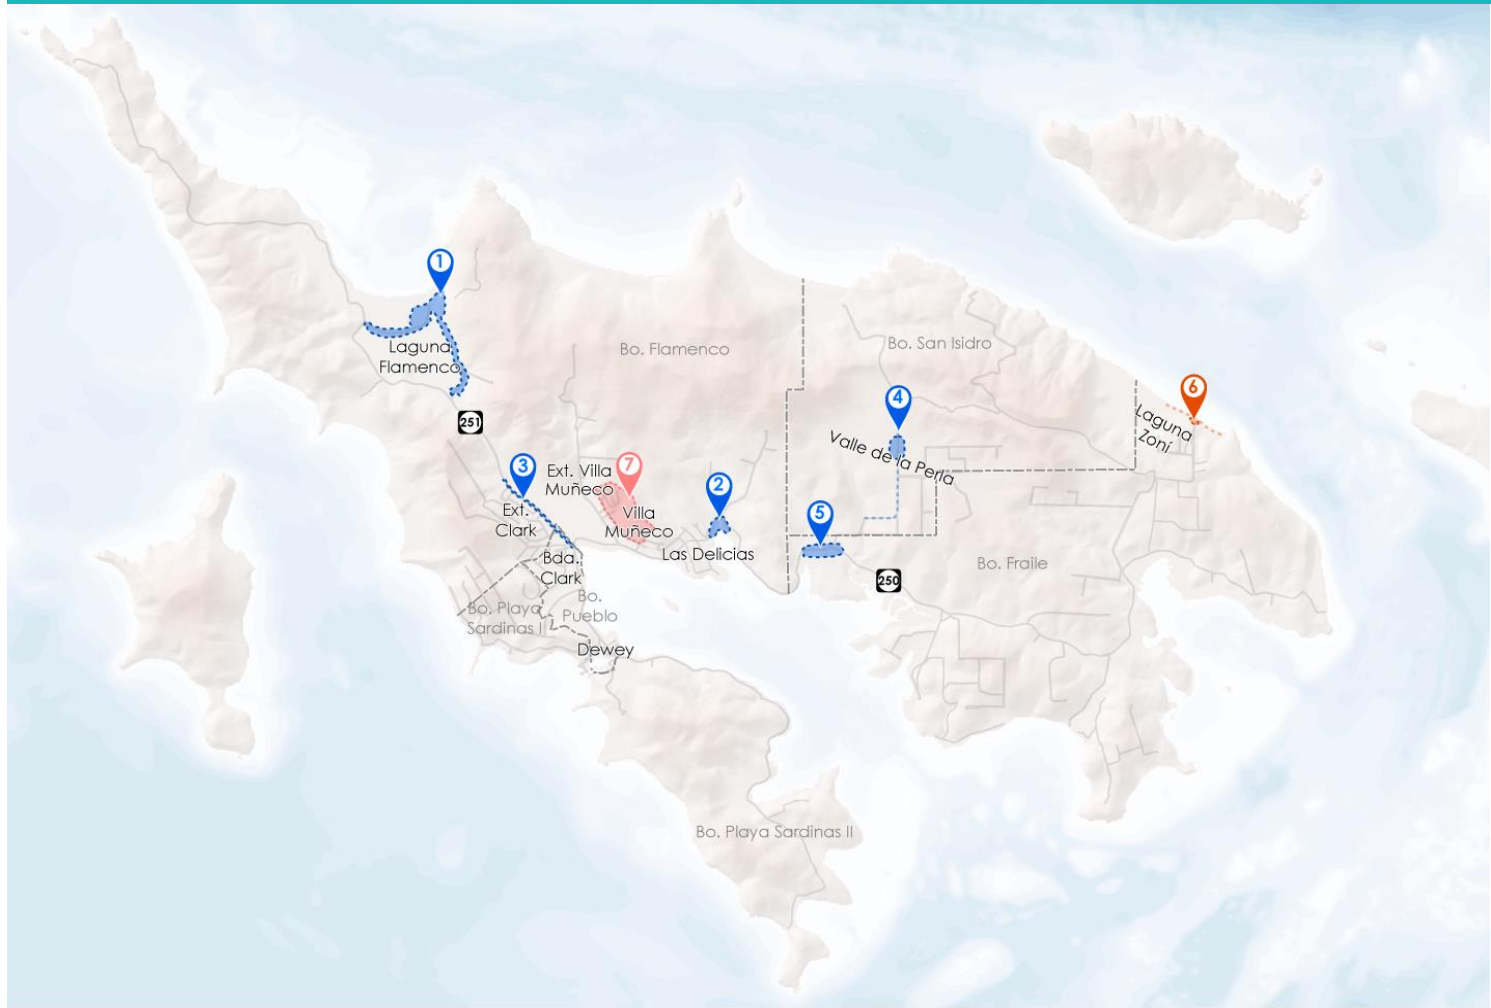 1
Laguna
Flamenco
251
Bo. Flamenco
Bo. San Isidro
4
Valle de la Perla
6
Laguna
Zoní
3
Ext. Villa
Muñeco
7
Villa
Muñeco
2
Ext.
Clark
5
Las Delicias
Bda.
Clark
250
Bo. Fraile
Bo. Playa
Sardinas I
Bo.
Pueblo
Dewey
Bo. Playa Sardinas II